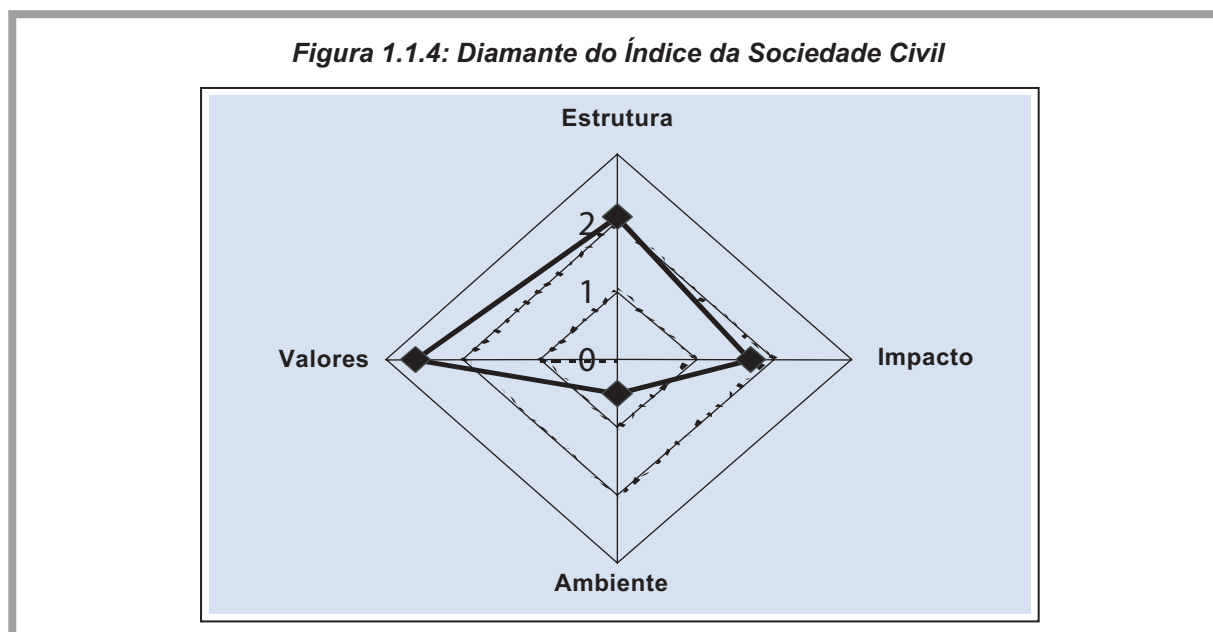 Figura 1.1.4: Diamante do Índice da Sociedade Civil
Estrutura
2
1
Valores
0
Impacto
Ambiente